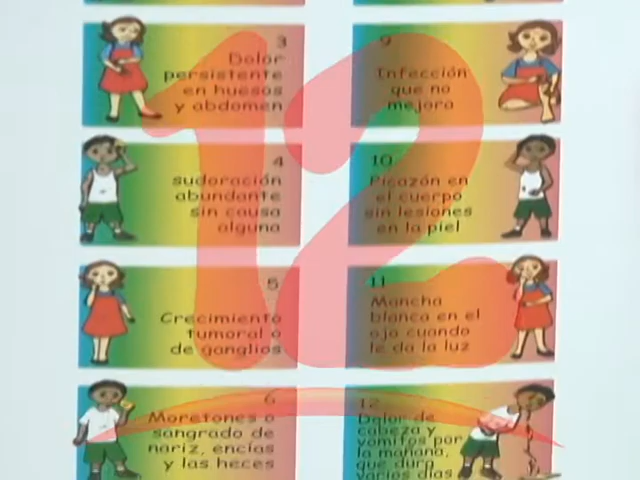 3
Dolor
persistente
en huesos
y abdomen
4
sudoración
abundante
sin causa
alguna
5
Crecimiento
tumoral o
de ganglios
6
Moretones o
sangrado de
nariz, encías
y las heces
9
Infección
que no
mejora
10
Picazón en
el cuerpo
sin lesiones
en la piel
11
Mancha
blanca en el
ojo cuando
le da la luz
12
Dolor de
cabeza y
vomitos por
la mañana,
que dura
varios días
12